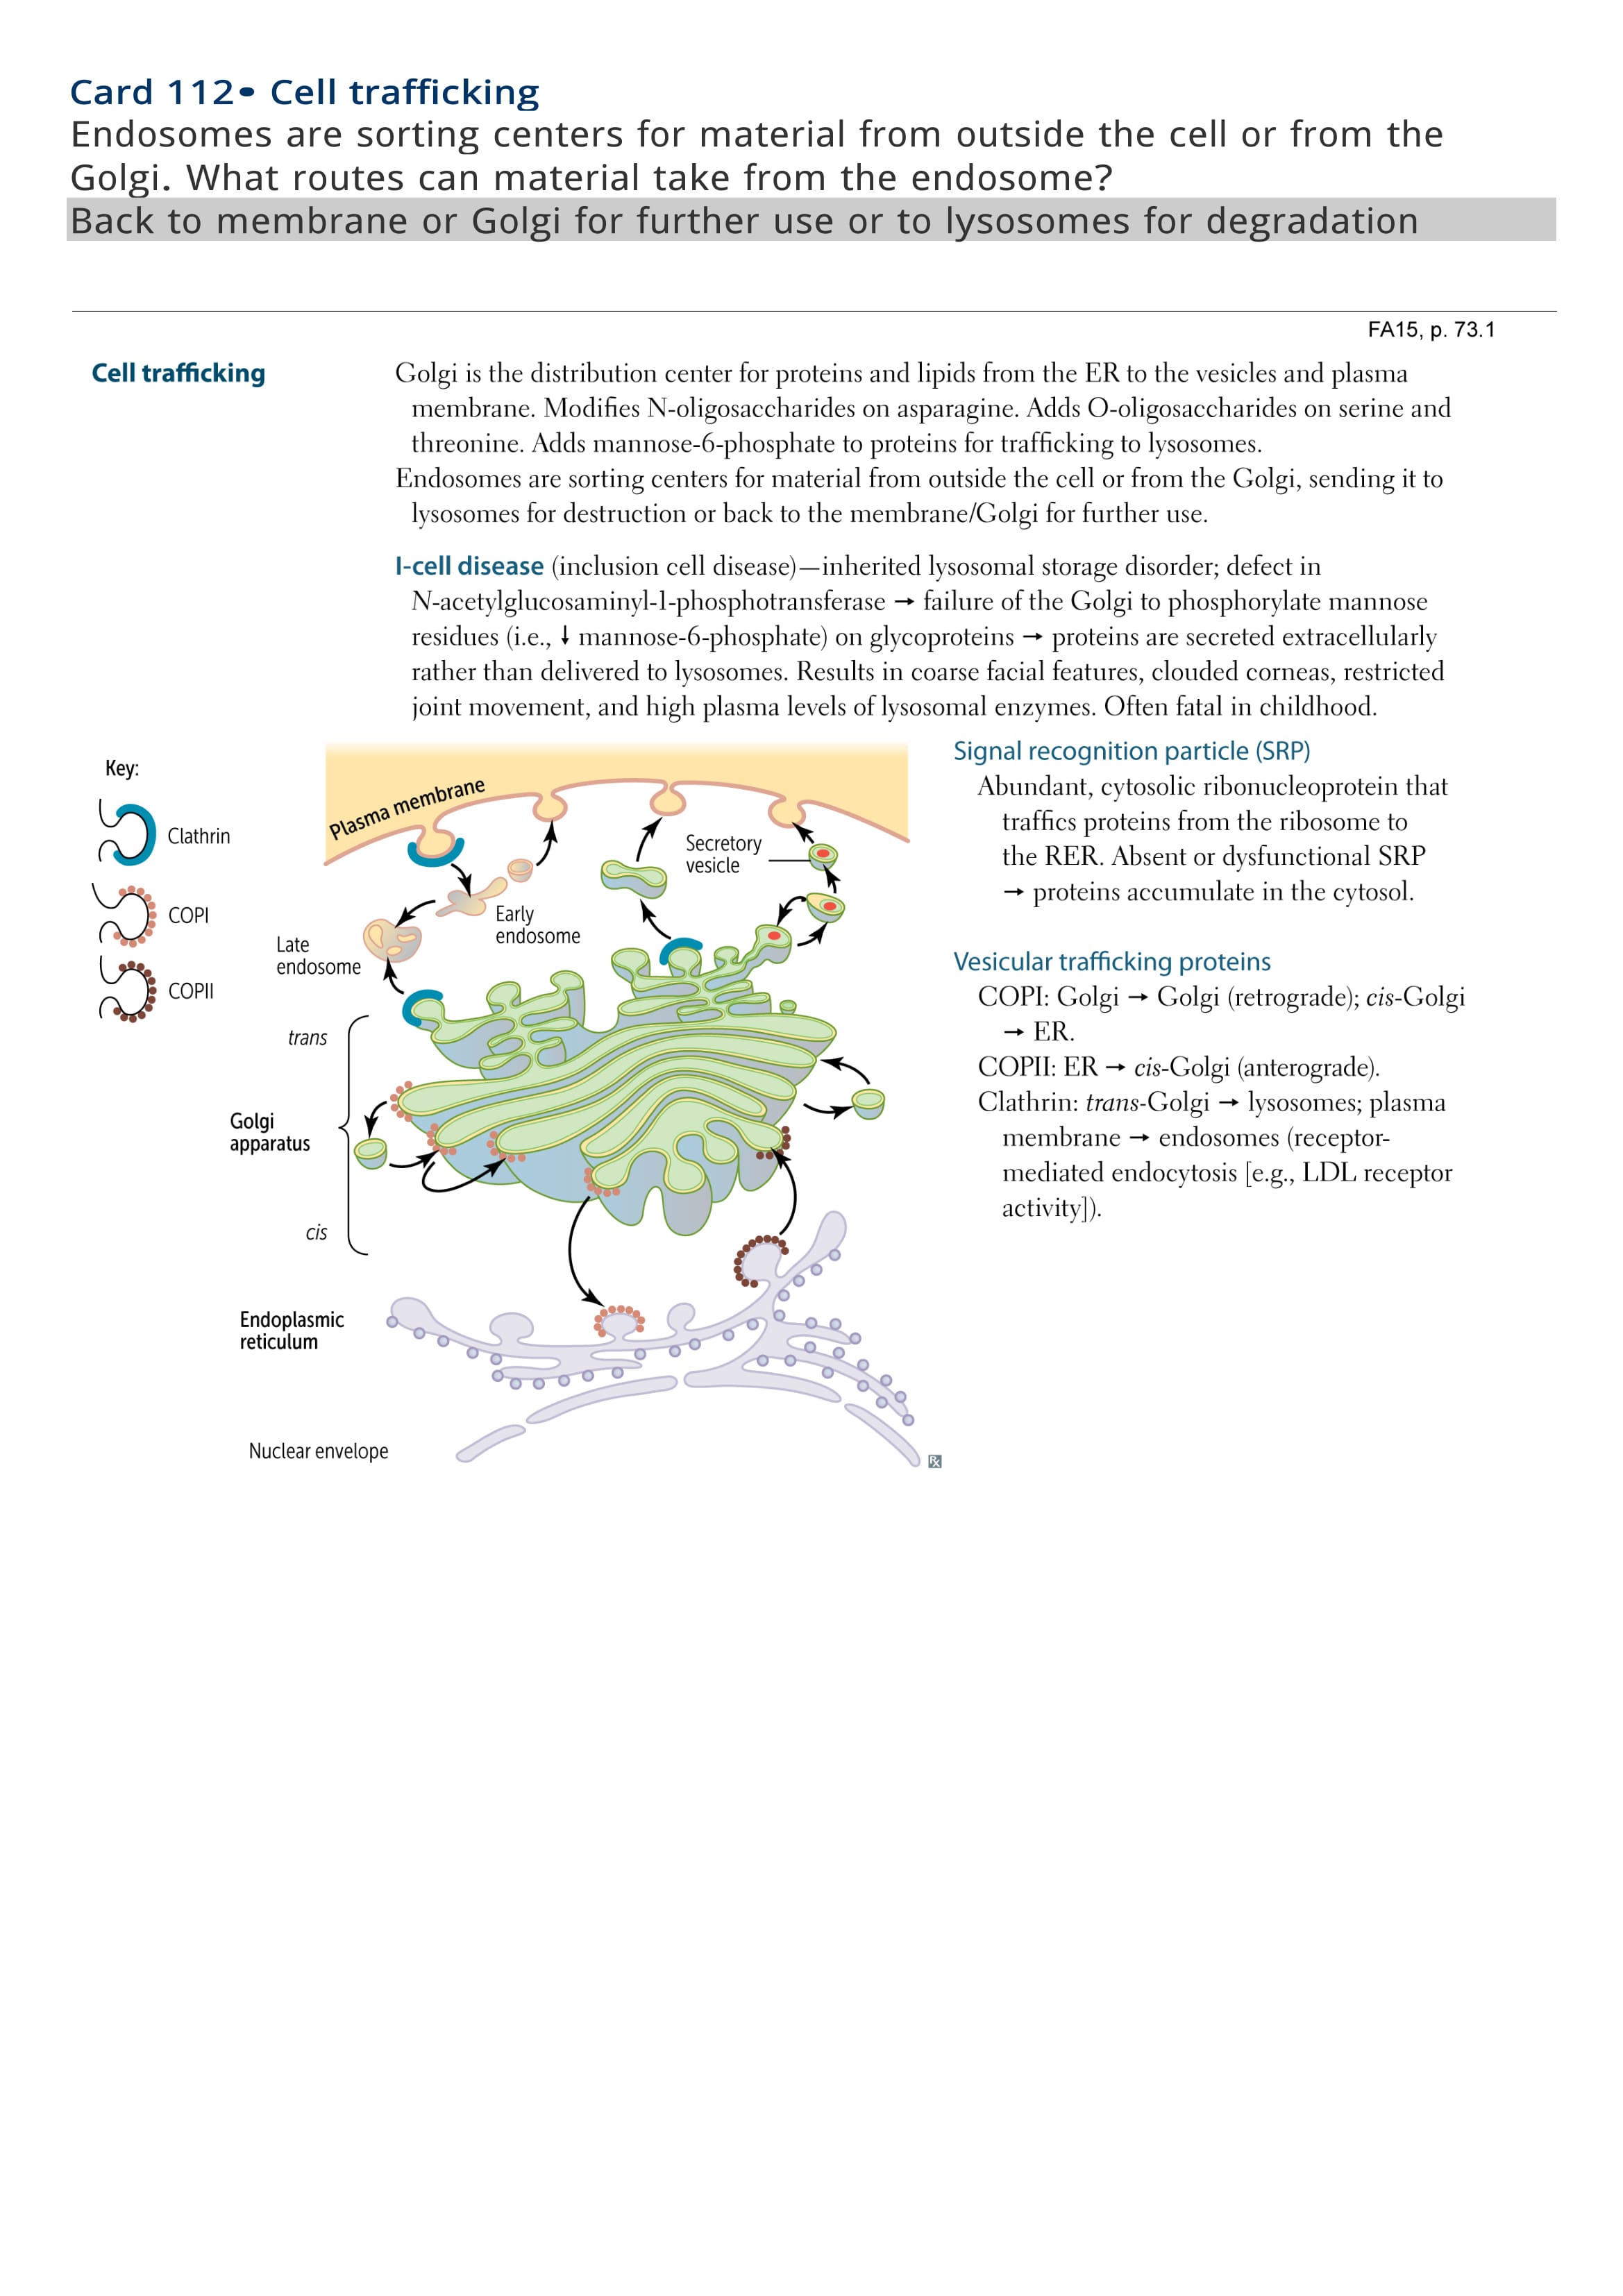 Card 112• Cell trafficking
Endosomes are sorting centers for material from outside the cell or from the
Golgi. What routes can material take from the endosome?
Back to membrane or Golgi for further use or to lysosomes for degradation
FA15, p. 73.1
Cell trafficking
Golgi is the distribution center for proteins and lipids from the ER to the vesicles and plasma
membrane. Modifies N-oligosaccharides on asparagine. Adds O-oligosaccharides on serine and
threonine. Adds mannose-6-phosphate to proteins for trafficking to lysosomes.
Endosomes are sorting centers for material from outside the cell or from the Golgi, sending it to
lysosomes for destruction or back to the membrane/Golgi for further use.
I-cell disease (inclusion cell disease)—inherited lysosomal storage disorder; defect in
N-acetylglucosaminyl-1-phosphotransferase → failure of the Golgi to phosphorylate mannose
residues (i.e., ↓ mannose-6-phosphate) on glycoproteins → proteins are secreted extracellularly
rather than delivered to lysosomes. Results in coarse facial features, clouded corneas, restricted
joint movement, and high plasma levels of lysosomal enzymes. Often fatal in childhood.
Key:
Clathrin
COPI
COPII
Plasma membrane
Secretory
vesicle
Early
endosome
Late
endosome
trans
Golgi
apparatus
cis
Endoplasmic
reticulum
Nuclear envelope
Rx
Signal recognition particle (SRP)
Abundant, cytosolic ribonucleoprotein that
traffics proteins from the ribosome to
the RER. Absent or dysfunctional SRP
→ proteins accumulate in the cytosol.
Vesicular trafficking proteins
COPI: Golgi → Golgi (retrograde); cis-Golgi
→ ER.
COPII: ER → cis-Golgi (anterograde).
Clathrin: trans-Golgi → lysosomes; plasma
membrane → endosomes (receptor-
mediated endocytosis [e.g., LDL receptor
activity]).